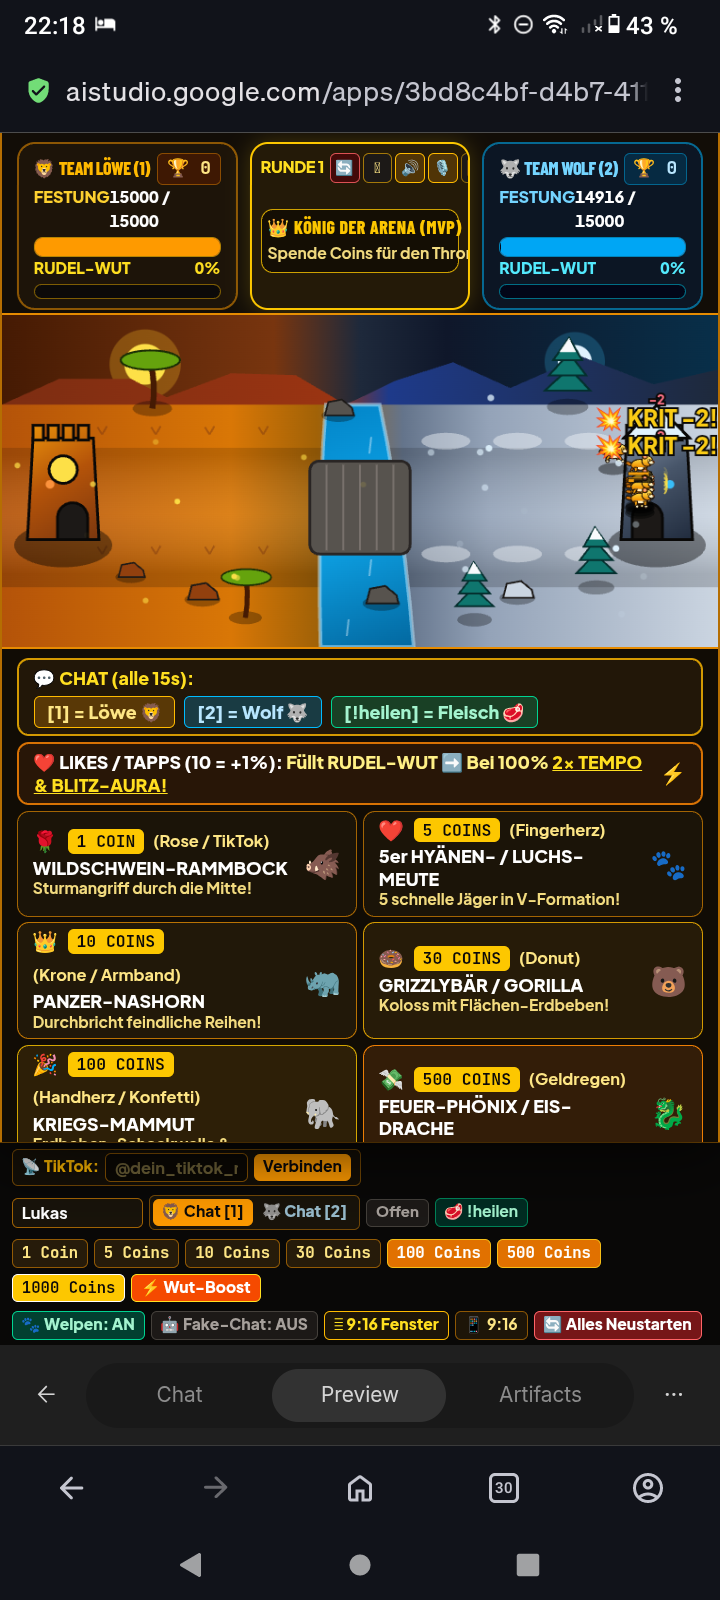 22:18
43 %
aistudio.google.com/apps/3bd8c4bf-d4b7-411
TEAM LÖWE (1) 🏆 0
FESTUNG 15000 /
15000
RUDEL-WUT 0%
RUNDE 1
👑 KÖNIG DER ARENA (MVP)
Spende Coins für den Thron
TEAM WOLF (2) 🏆 0
FESTUNG 14916 /
15000
RUDEL-WUT 0%
-2
💥 KRIT -2!
💥 KRIT -2!
💬 CHAT (alle 15s):
[1] = Löwe 🦁 [2] = Wolf 🐺 [!heilen] = Fleisch 🥩
❤️ LIKES / TAPPS (10 = +1%): Füllt RUDEL-WUT ➡️ Bei 100% 2x TEMPO
& BLITZ-AURA! ⚡
🌹 1 COIN (Rose / TikTok)
WILDSCHWEIN-RAMMBOCK
Sturmangriff durch die Mitte!
❤️ 5 COINS (Fingerherz)
5er HYÄNEN- / LUCHS-
MEUTE
5 schnelle Jäger in V-Formation!
👑 10 COINS
(Krone / Armband)
PANZER-NASHORN
Durchbricht feindliche Reihen!
🍩 30 COINS (Donut)
GRIZZLYBÄR / GORILLA
Koloss mit Flächen-Erdbeben!
🎉 100 COINS
(Handherz / Konfetti)
KRIEGS-MAMMUT
💸 500 COINS (Geldregen)
FEUER-PHÖNIX / EIS-
DRACHE
📡 TikTok: @dein_tiktok_ Verbinden
Lukas 🦁 Chat [1] 🐺 Chat [2] Offen 🥩 !heilen
1 Coin 5 Coins 10 Coins 30 Coins 100 Coins 500 Coins
1000 Coins ⚡ Wut-Boost
🐾 Welpen: AN 🤖 Fake-Chat: AUS 9:16 Fenster 📱 9:16 🔄 Alles Neustarten
Chat Preview Artifacts
30